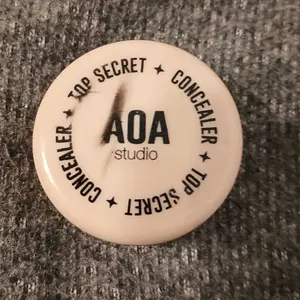 TOP SECRET ✦ CONCEALER ✦ TOP SECRET ✦ CONCEALER ✦
AOA
studio